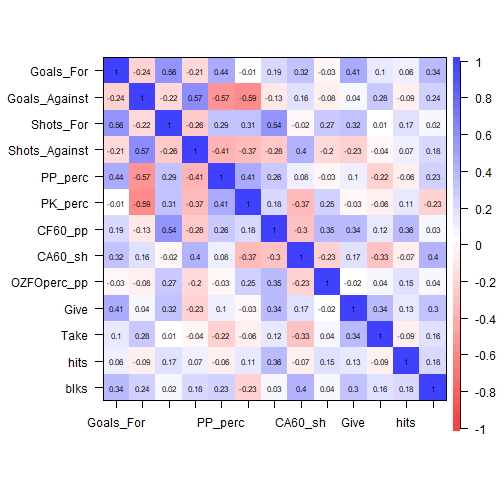 Goals_For 1 -0.24 0.56 -0.21 0.44 -0.01 0.19 0.32 -0.03 0.41 0.1 0.06 0.34
Goals_Against -0.24 1 -0.22 0.57 -0.57 -0.59 -0.13 0.16 -0.08 0.04 0.28 -0.09 0.24
Shots_For 0.56 -0.22 1 -0.26 0.29 0.31 0.54 -0.02 0.27 0.32 0.01 0.17 0.02
Shots_Against -0.21 0.57 -0.26 1 -0.41 -0.37 -0.28 0.4 -0.2 -0.23 -0.04 0.07 0.18
PP_perc 0.44 -0.57 0.29 -0.41 1 0.41 0.26 0.08 -0.03 0.1 -0.22 -0.06 0.23
PK_perc -0.01 -0.59 0.31 -0.37 0.41 1 0.18 -0.37 0.25 -0.03 -0.06 0.11 -0.23
CF60_pp 0.19 -0.13 0.54 -0.28 0.26 0.18 1 -0.3 0.35 0.34 0.12 0.36 0.03
CA60_sh 0.32 0.16 -0.02 0.4 0.08 -0.37 -0.3 1 -0.23 0.17 -0.33 -0.07 0.4
OZFOperc_pp -0.03 -0.08 0.27 -0.2 -0.03 0.25 0.35 -0.23 1 -0.02 -0.04 0.15 0.04
Give 0.41 0.04 0.32 -0.23 0.1 -0.03 0.34 0.17 -0.02 1 0.34 0.13 0.3
Take 0.1 0.28 0.01 -0.04 -0.22 -0.06 0.12 -0.33 0.04 0.34 1 -0.09 0.16
hits 0.06 -0.09 0.17 0.07 -0.06 0.11 0.36 -0.07 0.15 0.13 -0.09 1 0.18
blks 0.34 0.24 0.02 0.18 0.23 -0.23 0.03 0.4 0.04 0.3 0.16 0.18 1
Goals_For PP_perc CA60_sh Give hits
1
0.8
0.6
0.4
0.2
0
-0.2
-0.4
-0.6
-0.8
-1